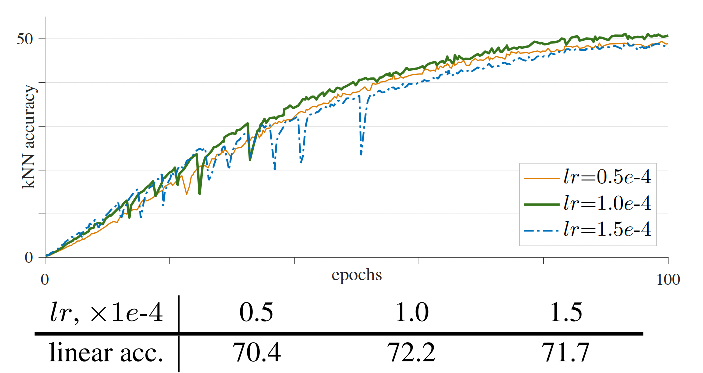 50
kNN accuracy
lr=0.5e-4
lr=1.0e-4
lr=1.5e-4
0
0 epochs 100
lr, ×1e-4 0.5 1.0 1.5
linear acc. 70.4 72.2 71.7